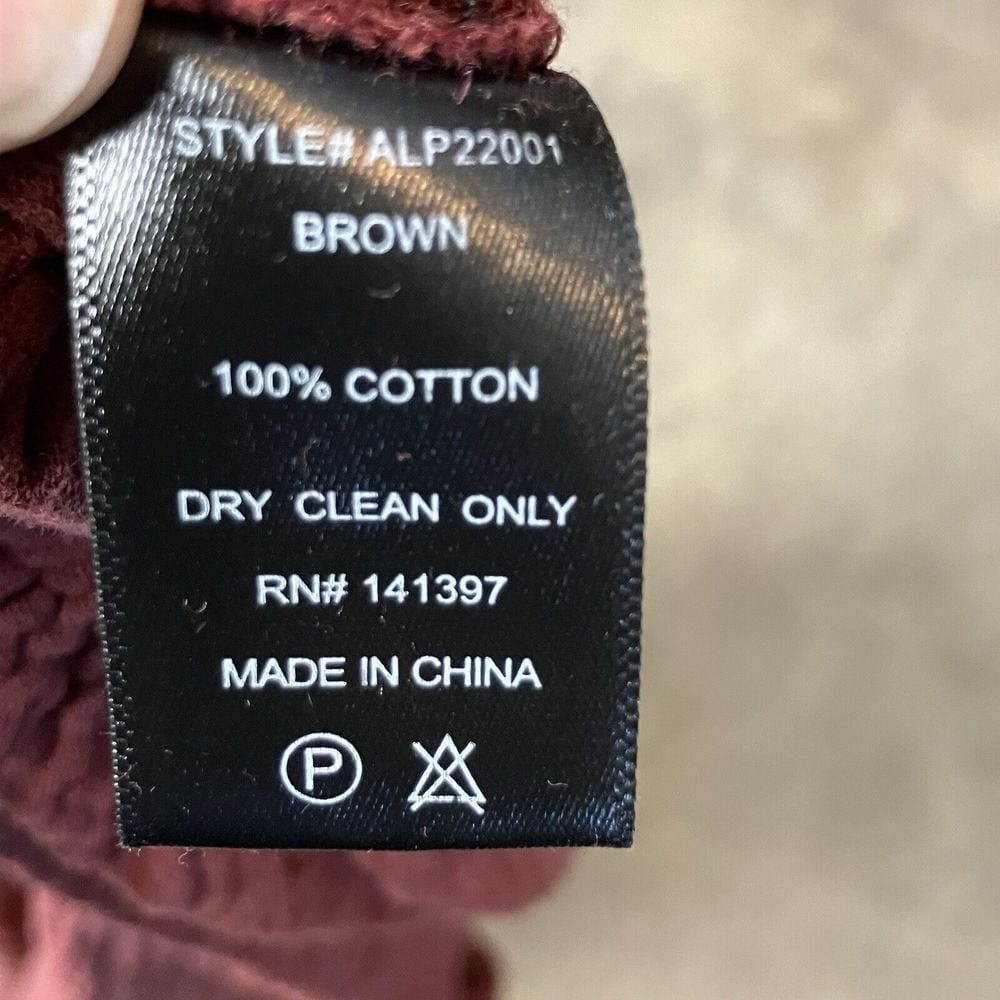 STYLE# ALP22001
BROWN
100% COTTON
DRY CLEAN ONLY
RN# 141397
MADE IN CHINA
P